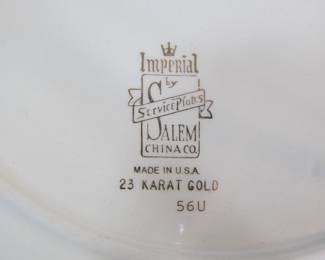 Imperial
by
Service Plates
SALEM
CHINA CO.
MADE IN U.S.A.
23 KARAT GOLD
56U